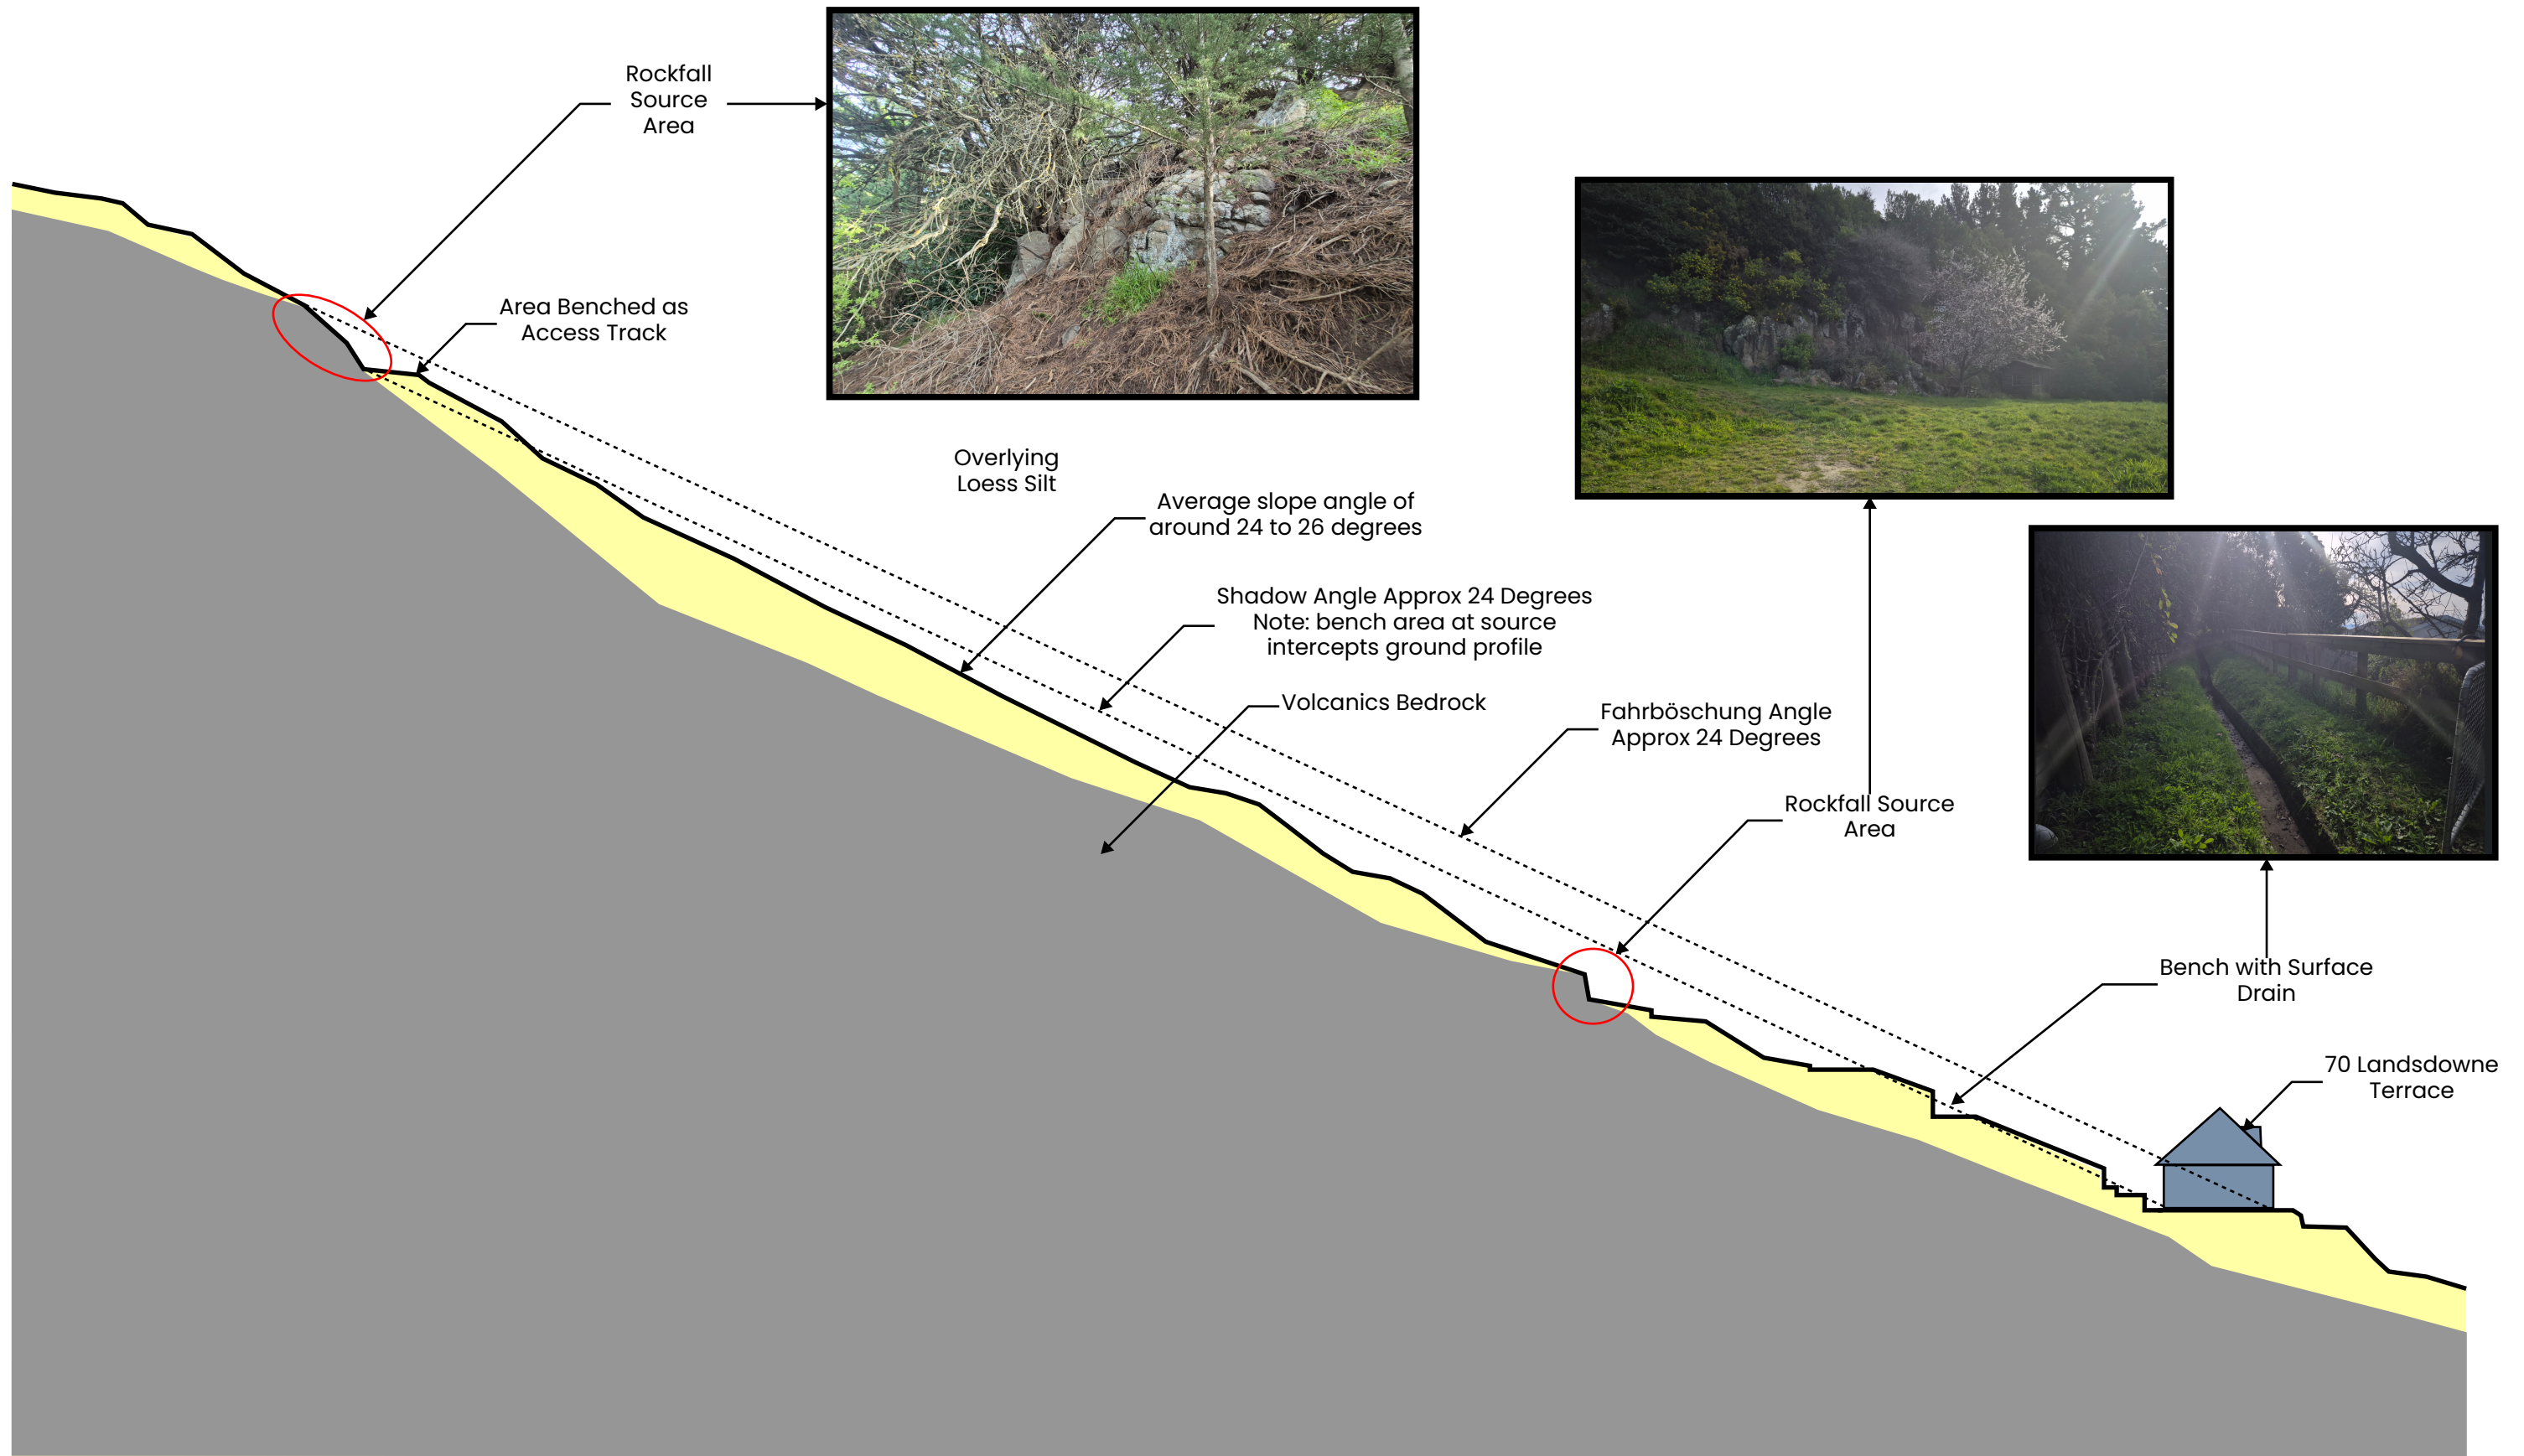 Rockfall
Source
Area
Area Benched as
Access Track
Overlying
Loess Silt
Average slope angle of
around 24 to 26 degrees
Shadow Angle Approx 24 Degrees
Note: bench area at source
intercepts ground profile
Volcanics Bedrock
Fahrböschung Angle
Approx 24 Degrees
Rockfall Source
Area
Bench with Surface
Drain
70 Landsdowne
Terrace